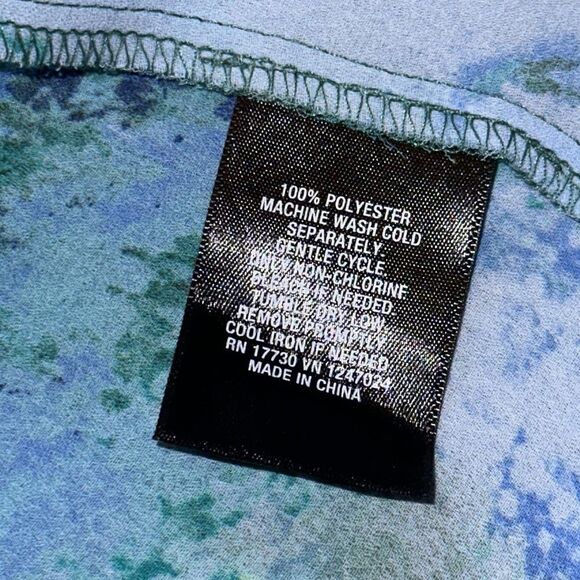 100% POLYESTER
MACHINE WASH COLD
SEPARATELY
GENTLE CYCLE
ONLY NON-CHLORINE
BLEACH AS NEEDED
TUMBLE DRY LOW
REMOVE PROMPTLY
COOL IRON IF NEEDED
RN 17730 VN 1247024
MADE IN CHINA